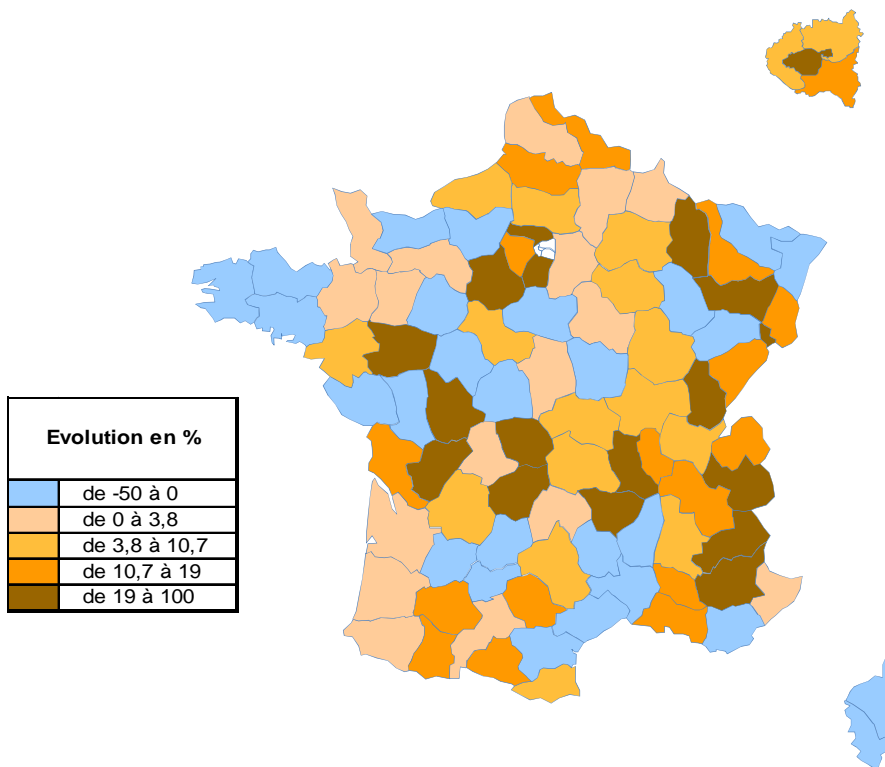 Evolution en %
de -50 à 0
de 0 à 3,8
de 3,8 à 10,7
de 10,7 à 19
de 19 à 100